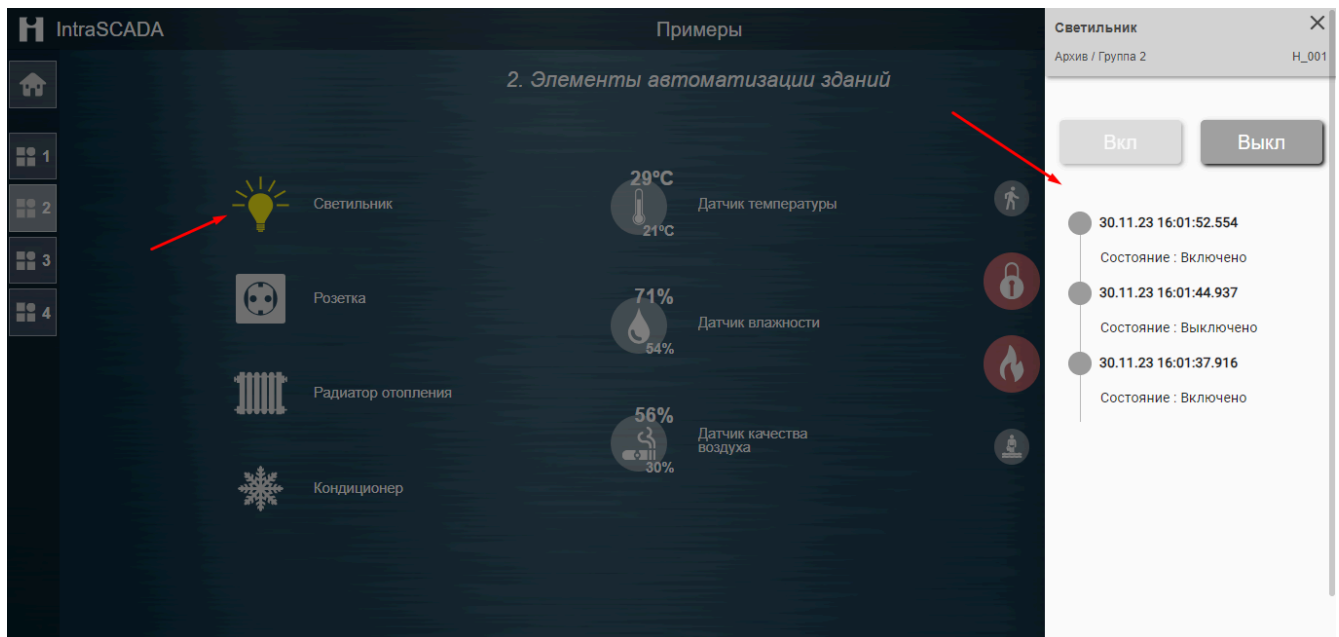 IntraSCADA
Примеры
2. Элементы автоматизации зданий
1
2
3
4
Светильник
Розетка
Радиатор отопления
Кондиционер
29°C
21°C
Датчик температуры
71%
54%
Датчик влажности
56%
30%
Датчик качества
воздуха
Светильник
Архив / Группа 2 H_001
Вкл Выкл
30.11.23 16:01:52.554
Состояние : Включено
30.11.23 16:01:44.937
Состояние : Выключено
30.11.23 16:01:37.916
Состояние : Включено